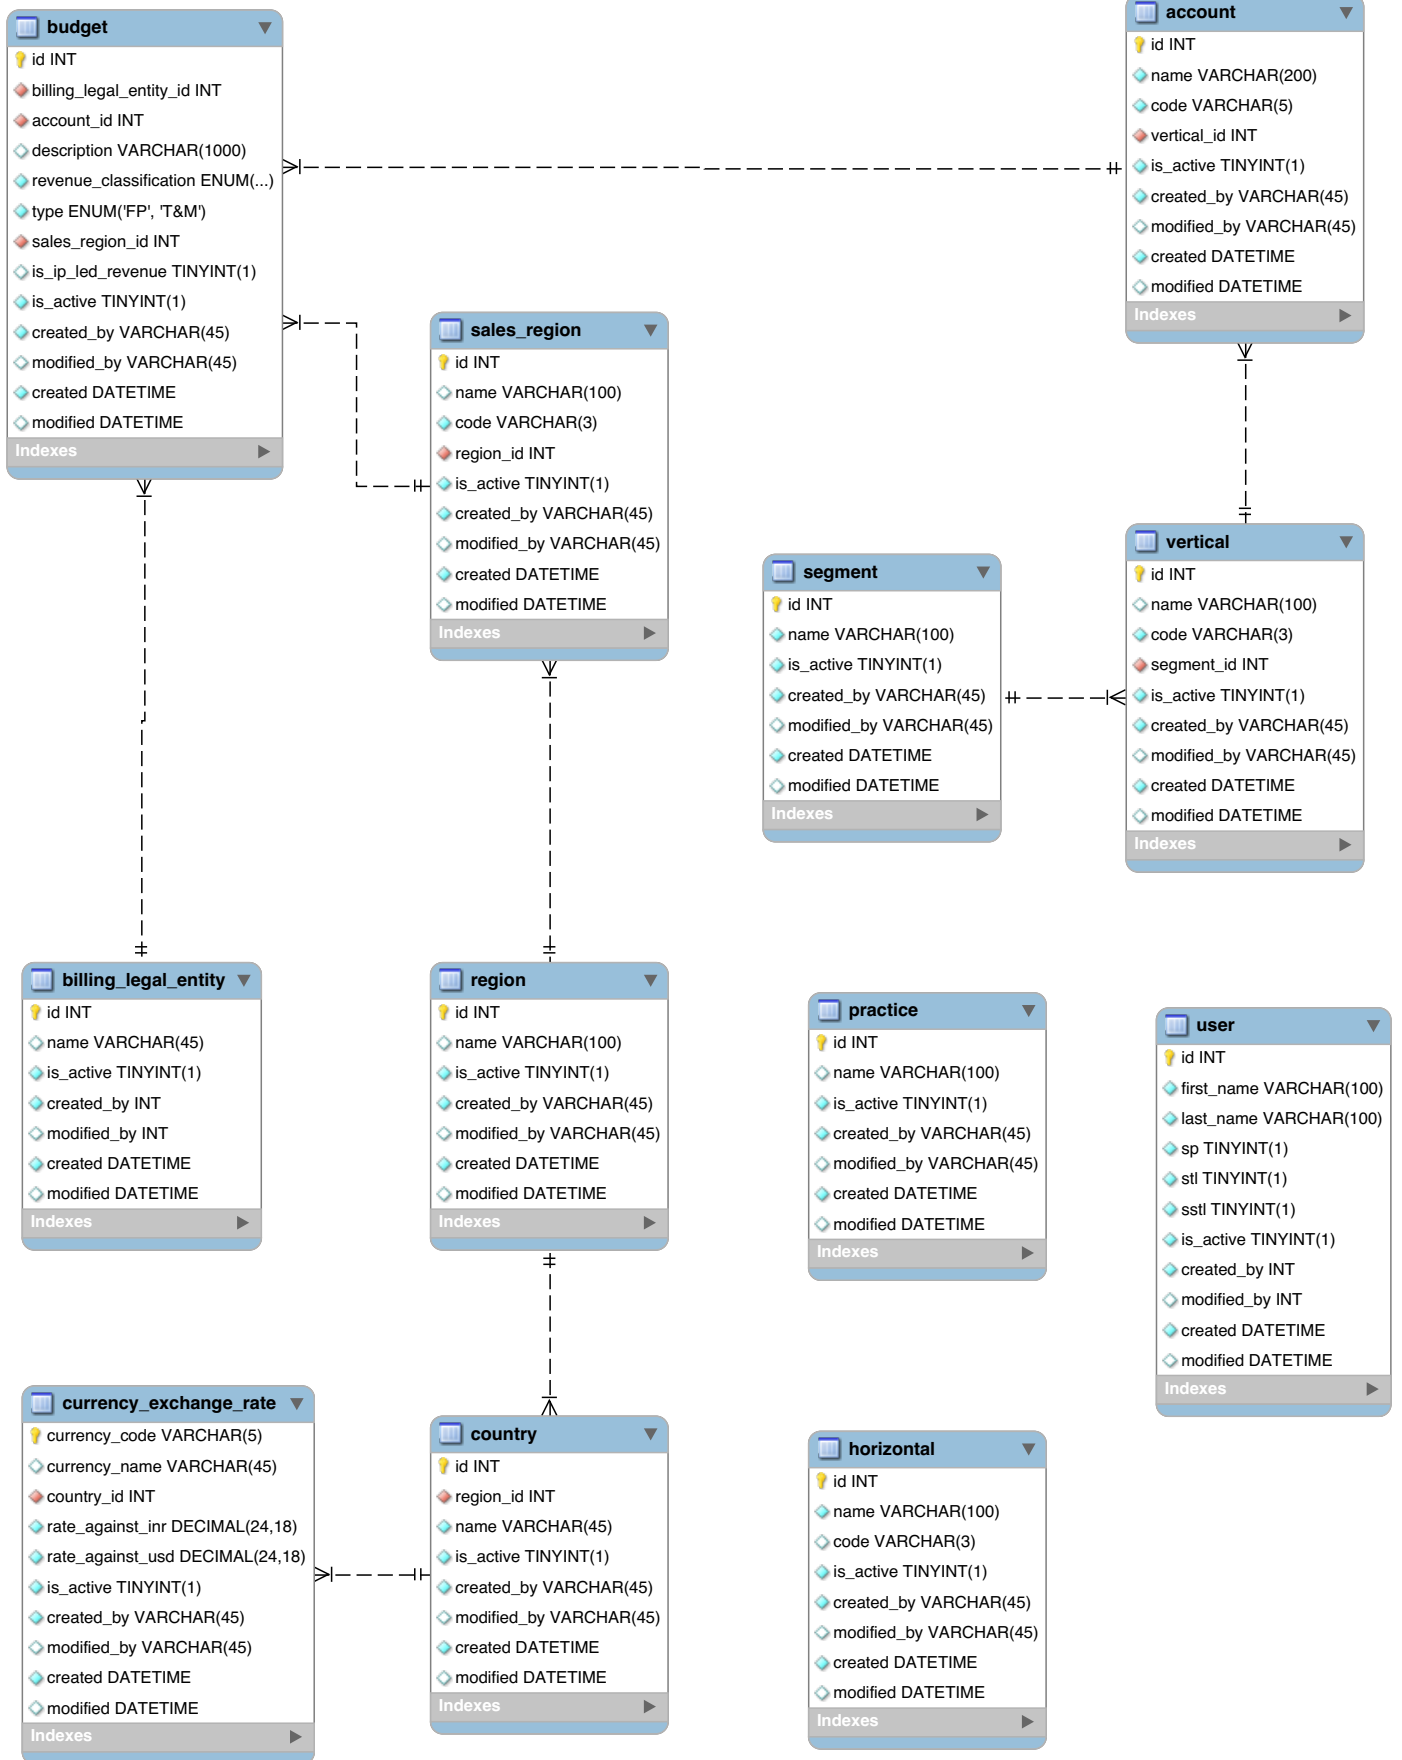 budget
id INT
billing_legal_entity_id INT
account_id INT
description VARCHAR(1000)
revenue_classification ENUM(...)
type ENUM('FP', 'T&M')
sales_region_id INT
is_ip_led_revenue TINYINT(1)
is_active TINYINT(1)
created_by VARCHAR(45)
modified_by VARCHAR(45)
created DATETIME
modified DATETIME
Indexes
account
id INT
name VARCHAR(200)
code VARCHAR(5)
vertical_id INT
is_active TINYINT(1)
created_by VARCHAR(45)
modified_by VARCHAR(45)
created DATETIME
modified DATETIME
Indexes
sales_region
id INT
name VARCHAR(100)
code VARCHAR(3)
region_id INT
is_active TINYINT(1)
created_by VARCHAR(45)
modified_by VARCHAR(45)
created DATETIME
modified DATETIME
Indexes
segment
id INT
name VARCHAR(100)
is_active TINYINT(1)
created_by VARCHAR(45)
modified_by VARCHAR(45)
created DATETIME
modified DATETIME
Indexes
vertical
id INT
name VARCHAR(100)
code VARCHAR(3)
segment_id INT
is_active TINYINT(1)
created_by VARCHAR(45)
modified_by VARCHAR(45)
created DATETIME
modified DATETIME
Indexes
billing_legal_entity
id INT
name VARCHAR(45)
is_active TINYINT(1)
created_by INT
modified_by INT
created DATETIME
modified DATETIME
Indexes
region
id INT
name VARCHAR(100)
is_active TINYINT(1)
created_by VARCHAR(45)
modified_by VARCHAR(45)
created DATETIME
modified DATETIME
Indexes
practice
id INT
name VARCHAR(100)
is_active TINYINT(1)
created_by VARCHAR(45)
modified_by VARCHAR(45)
created DATETIME
modified DATETIME
Indexes
user
id INT
first_name VARCHAR(100)
last_name VARCHAR(100)
sp TINYINT(1)
stl TINYINT(1)
sstl TINYINT(1)
is_active TINYINT(1)
created_by INT
modified_by INT
created DATETIME
modified DATETIME
Indexes
currency_exchange_rate
currency_code VARCHAR(5)
currency_name VARCHAR(45)
country_id INT
rate_against_inr DECIMAL(24,18)
rate_against_usd DECIMAL(24,18)
is_active TINYINT(1)
created_by VARCHAR(45)
modified_by VARCHAR(45)
created DATETIME
modified DATETIME
Indexes
country
id INT
region_id INT
name VARCHAR(45)
is_active TINYINT(1)
created_by VARCHAR(45)
modified_by VARCHAR(45)
created DATETIME
modified DATETIME
Indexes
horizontal
id INT
name VARCHAR(100)
code VARCHAR(3)
is_active TINYINT(1)
created_by VARCHAR(45)
modified_by VARCHAR(45)
created DATETIME
modified DATETIME
Indexes